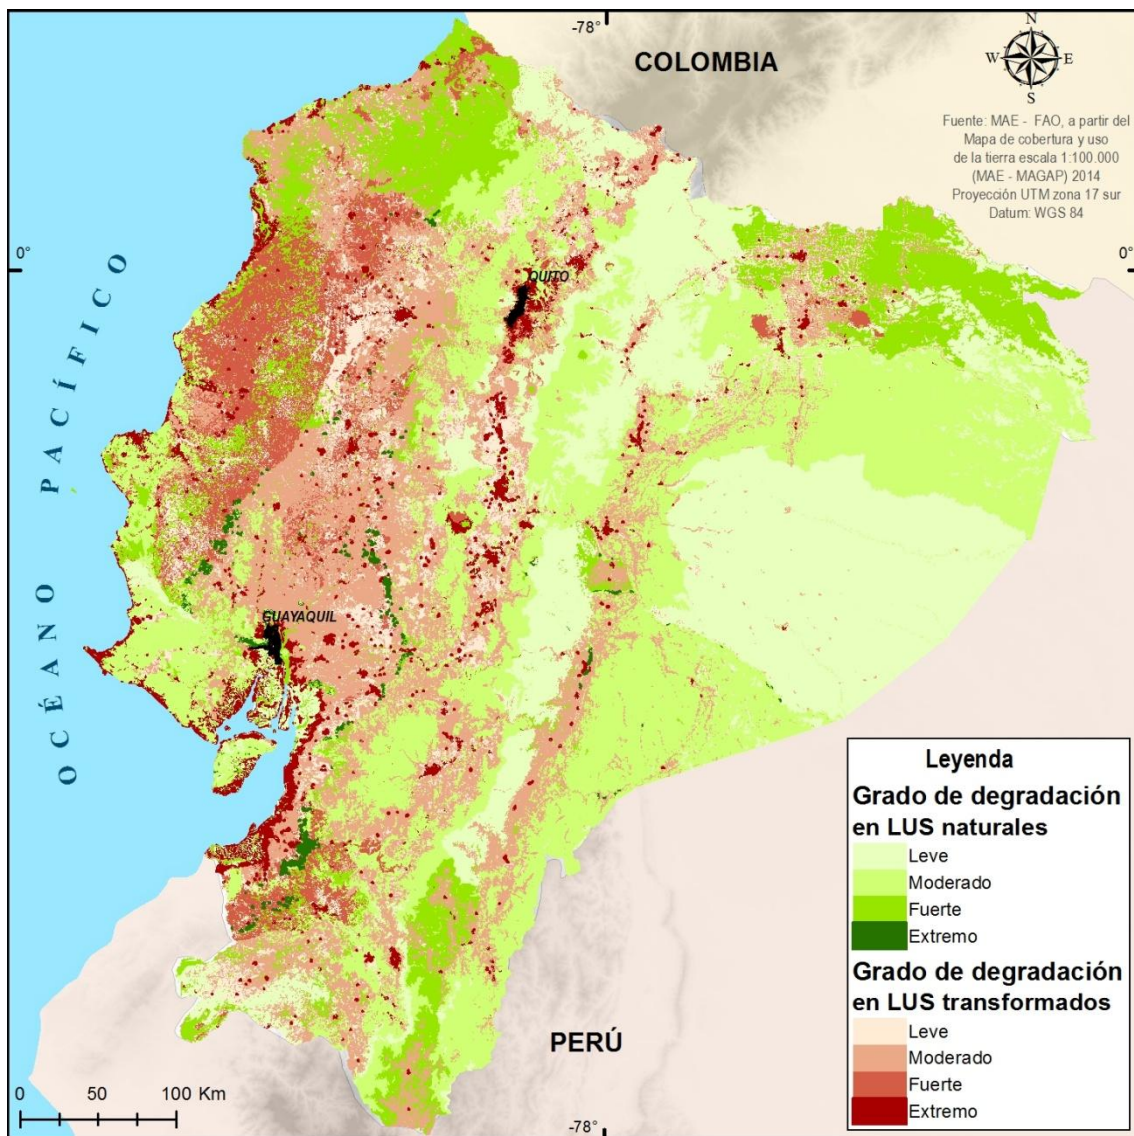 -78°
COLOMBIA
N
W
E
S
Fuente: MAE - FAO, a partir del
Mapa de cobertura y uso
de la tierra escala 1:100.000
(MAE - MAGAP) 2014
Proyección UTM zona 17 sur
Datum: WGS 84
0°
0°
OCÉANO PACÍFICO
QUITO
GUAYAQUIL
PERÚ
Leyenda
Grado de degradación
en LUS naturales
Leve
Moderado
Fuerte
Extremo
Grado de degradación
en LUS transformados
Leve
Moderado
Fuerte
Extremo
0 50 100 Km
-78°